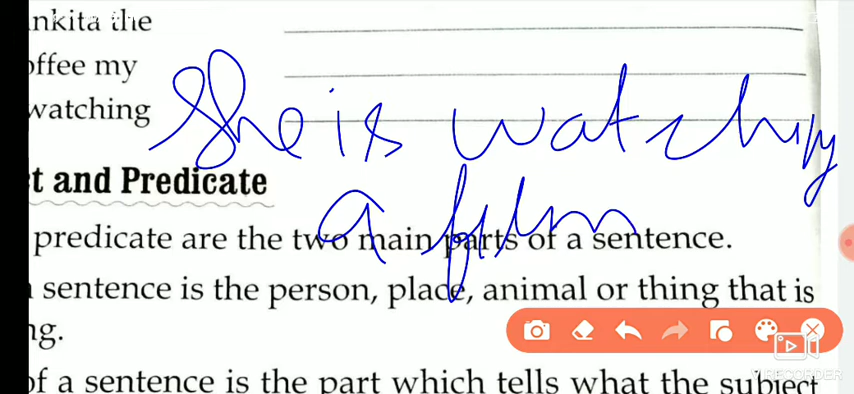 nkita the
offee my
watching
She is watching
a film
t and Predicate
predicate are the two main parts of a sentence.
sentence is the person, place, animal or thing that is
ng.
of a sentence is the part which tells what the subject
RECORDER